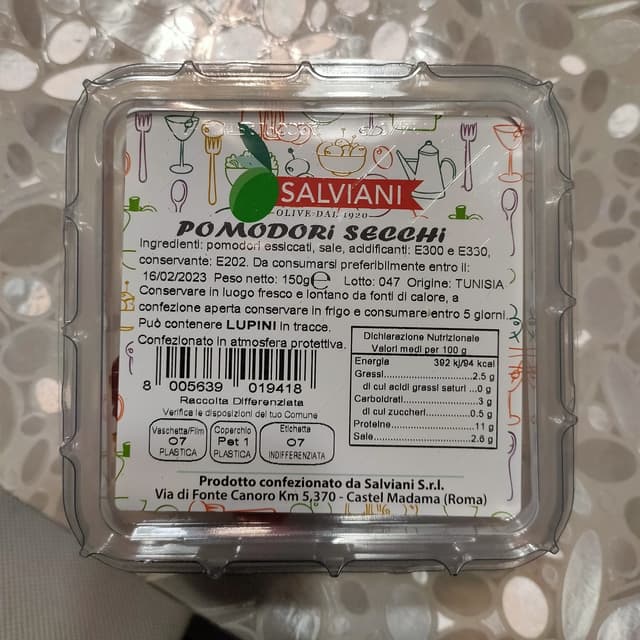 SALVIANI
OLIVE DAL 1920
POMODORi SECCHi
Ingredienti: pomodori essiccati, sale, acidificanti: E300 e E330,
conservante: E202. Da consumarsi preferibilmente entro il:
16/02/2023 Peso netto: 150g e Lotto: 047 Origine: TUNISIA
Conservare in luogo fresco e lontano da fonti di calore, a
confezione aperta conservare in frigo e consumare entro 5 giorni.
Può contenere LUPINI in tracce.
Confezionato in atmosfera protettiva.
8 005639 019418
Raccolta Differenziata
Verifica le disposizioni del tuo Comune
Vaschetta/Film
07
PLASTICA
Coperchio
Pet 1
PLASTICA
Etichetta
07
INDIFFERENZIATA
Dichiarazione Nutrizionale
Valori medi per 100 g
Energia 392 kj/94 kcal
Grassi...2.5 g
di cui acidi grassi saturi ...0 g
Carboidrati...3 g
di cui zuccheri...0.5 g
Proteine...11 g
Sale...2.6 g
Prodotto confezionato da Salviani S.r.l.
Via di Fonte Canoro Km 5,370 - Castel Madama (Roma)